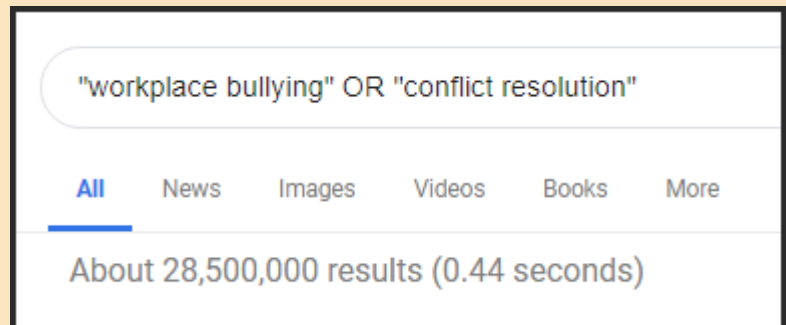 "workplace bullying" OR "conflict resolution"
All News Images Videos Books More
About 28,500,000 results (0.44 seconds)